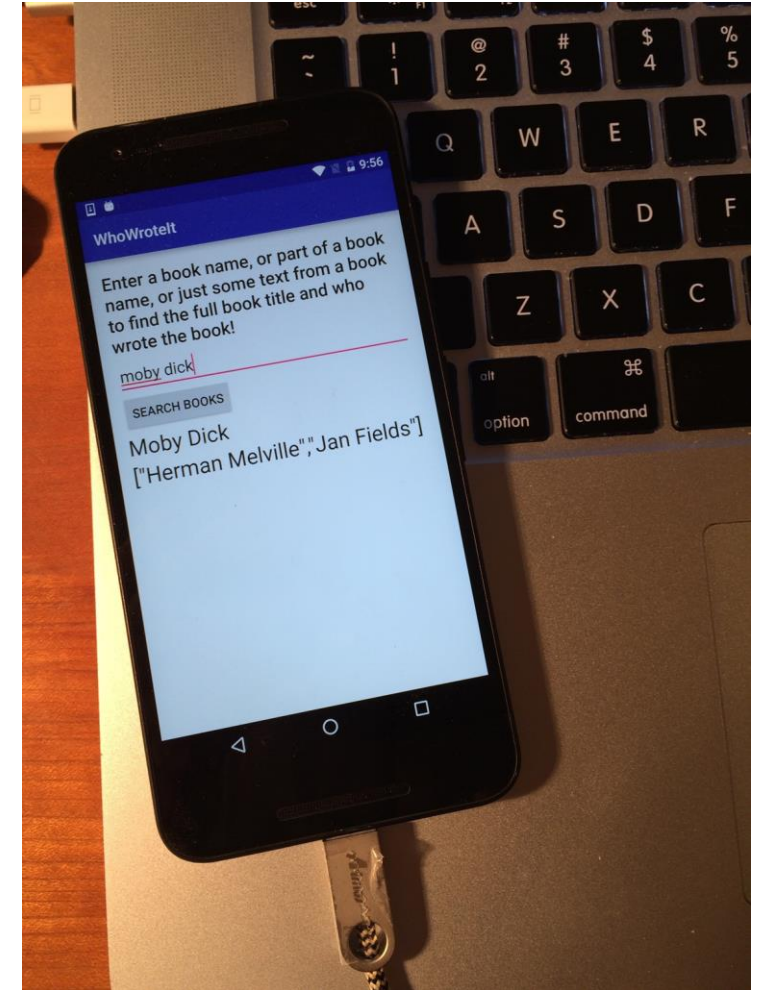 esc
F1
~
`
!
1
@
2
#
3
$
4
%
5
Q
W
E
R
A
S
D
F
Z
X
C
alt
option
⌘
command
9:56
WhoWroteIt
Enter a book name, or part of a book
name, or just some text from a book
to find the full book title and who
wrote the book!
moby dick
SEARCH BOOKS
Moby Dick
["Herman Melville","Jan Fields"]